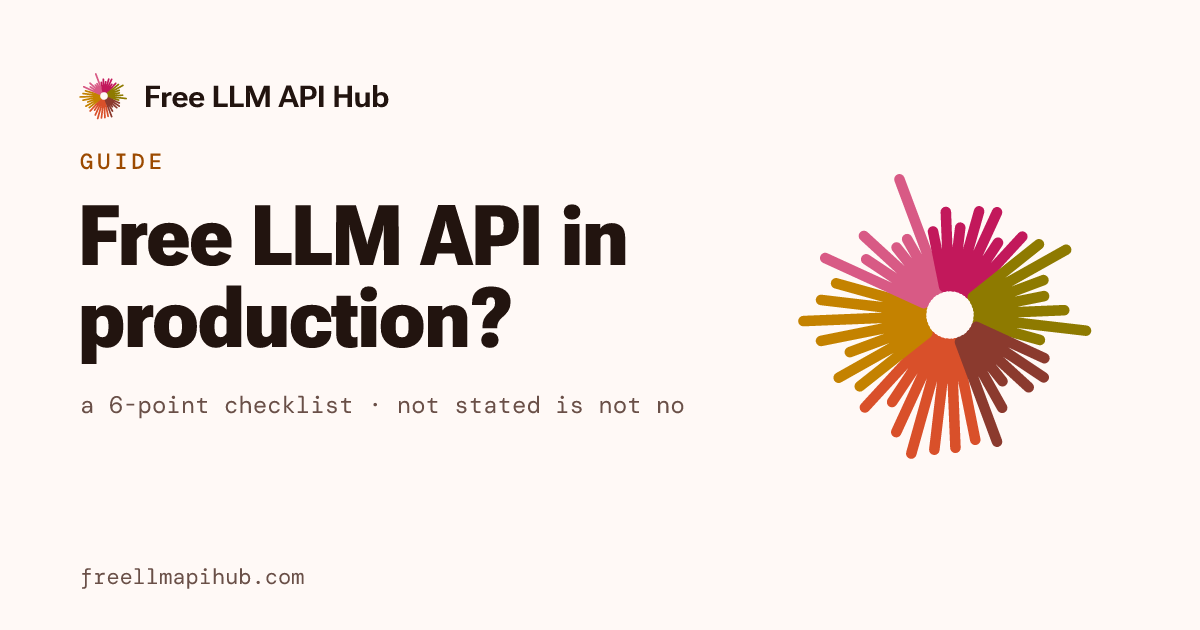 Free LLM API Hub
GUIDE
Free LLM API in
production?
a 6-point checklist · not stated is not no
freellmapihub.com